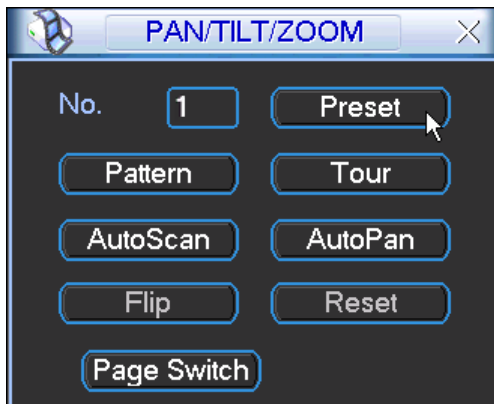 PAN/TILT/ZOOM
No. 1 Preset
Pattern Tour
AutoScan AutoPan
Flip Reset
Page Switch